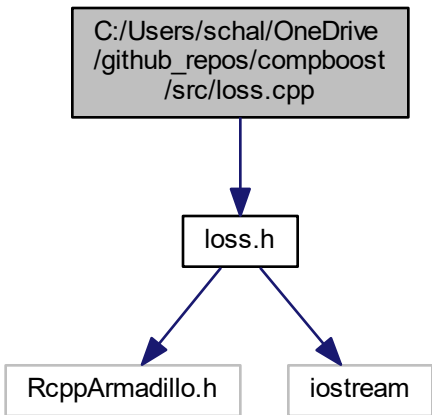 C:/Users/schal/OneDrive
/github_repos/compboost
/src/loss.cpp
loss.h
RcppArmadillo.h
iostream